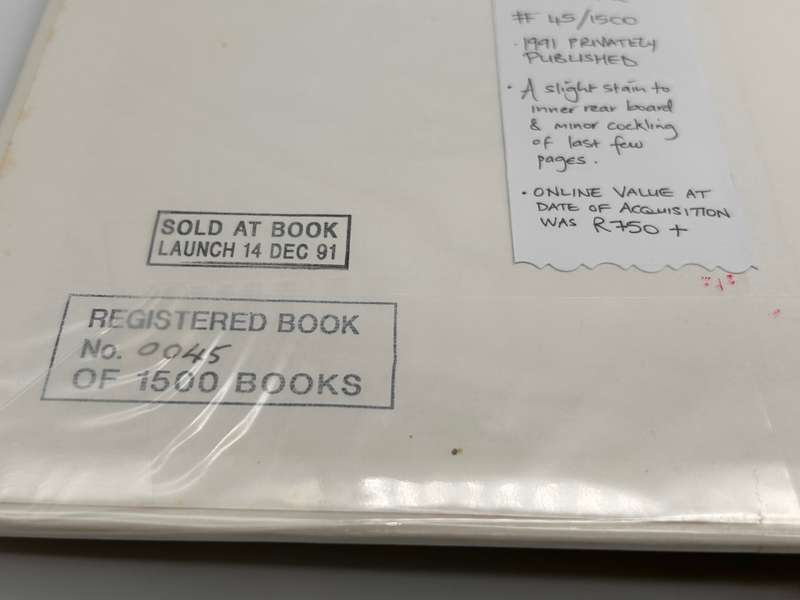 # 45/1500
· 1991 PRIVATELY
PUBLISHED
· A slight stain to
inner rear board
& minor cockling
of last few
pages.
· ONLINE VALUE AT
DATE OF ACQUISITION
WAS R750 +
SOLD AT BOOK
LAUNCH 14 DEC 91
REGISTERED BOOK
No. 0045
OF 1500 BOOKS